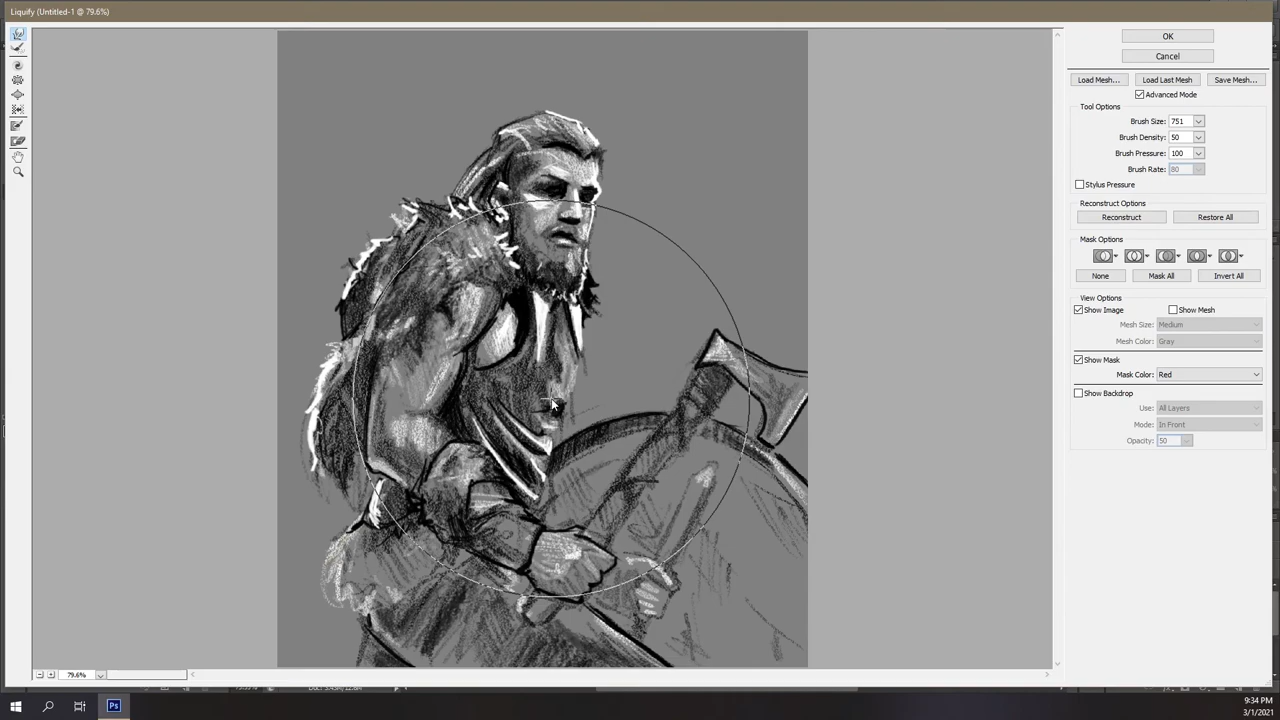 Liquify (Untitled-1 @ 79.6%)
OK
Cancel
Load Mesh... Load Last Mesh Save Mesh...
Advanced Mode
Tool Options
Brush Size: 751
Brush Density: 50
Brush Pressure: 100
Brush Rate: 80
Stylus Pressure
Reconstruct Options
Reconstruct Restore All
Mask Options
None Mask All Invert All
View Options
Show Image Show Mesh
Mesh Size: Medium
Mesh Color: Gray
Show Mask
Mask Color: Red
Show Backdrop
Use: All Layers
Mode: In Front
Opacity: 50
79.6%
Ps
9:34 PM
3/1/2021